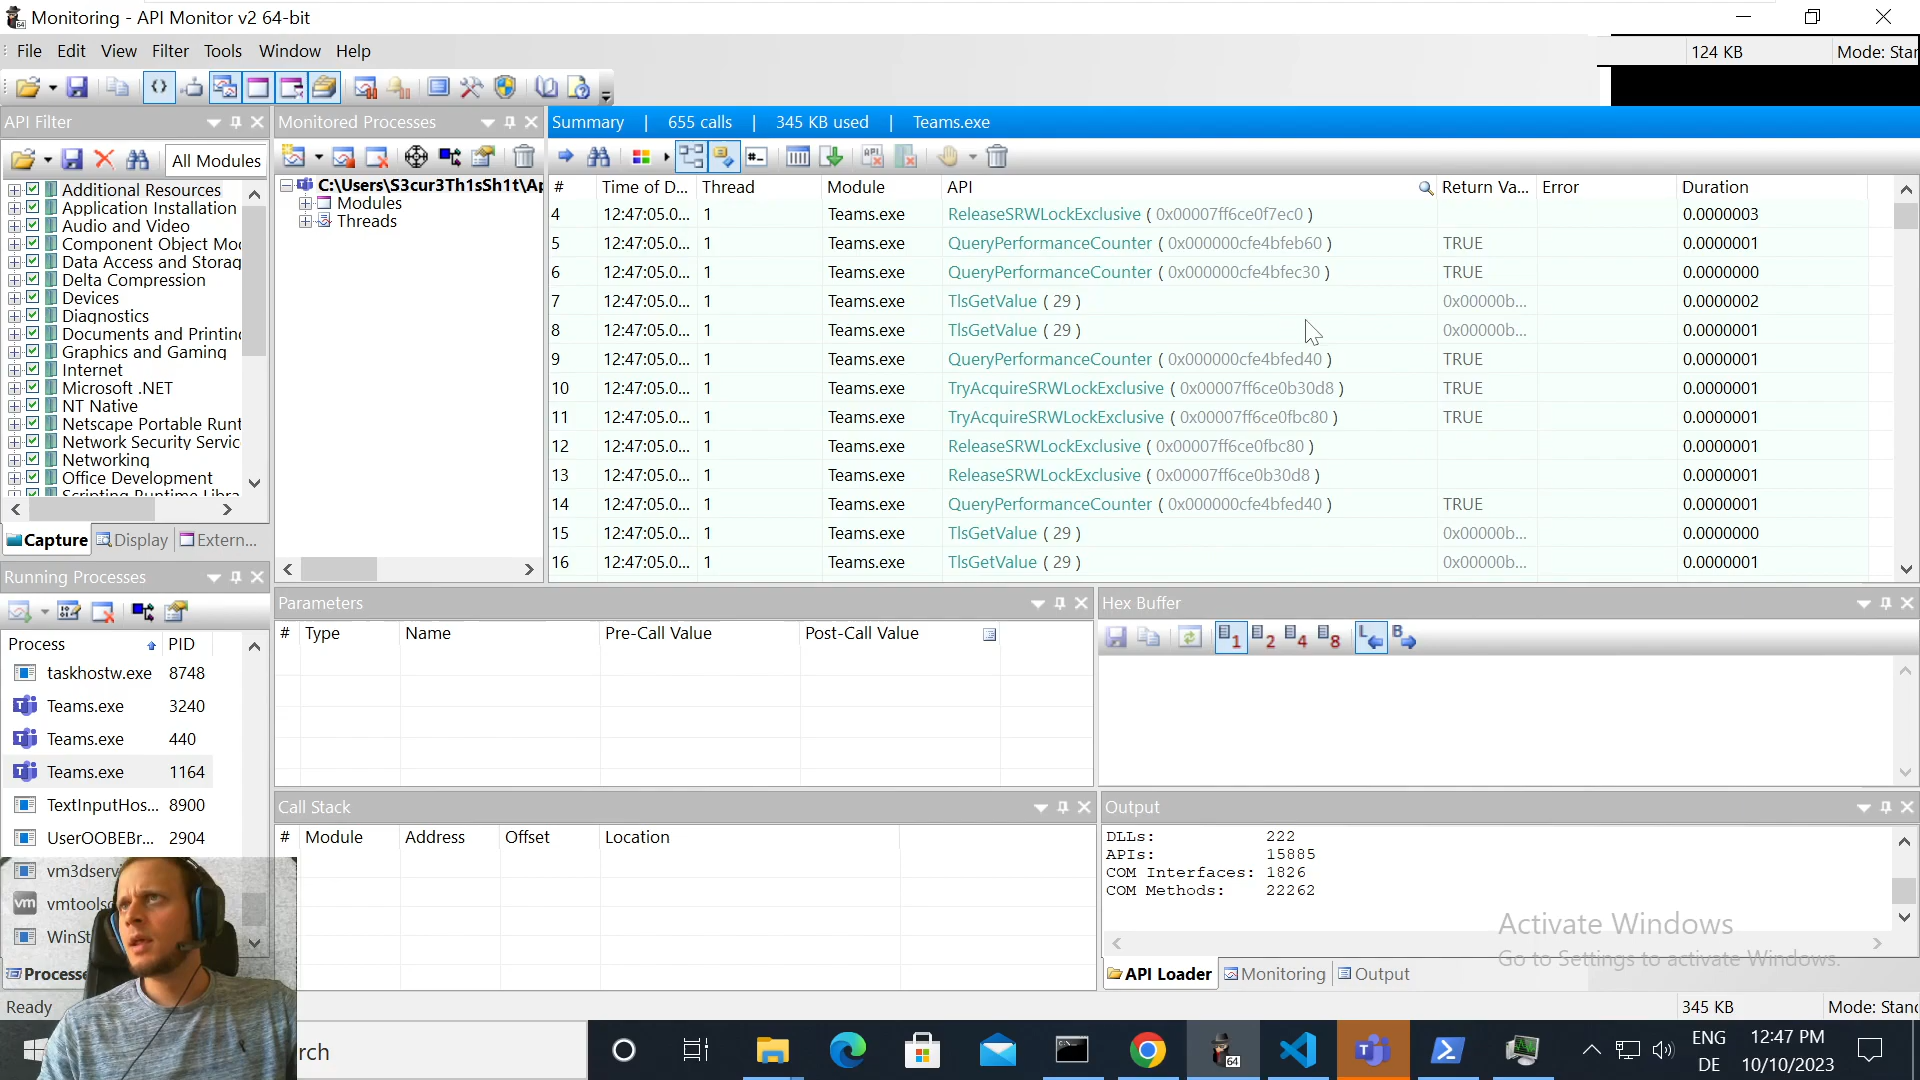 Monitoring - API Monitor v2 64-bit
File Edit View Filter Tools Window Help
124 KB Mode: Star
API Filter
Monitored Processes
Summary | 655 calls | 345 KB used | Teams.exe
All Modules
Additional Resources
Application Installation
Audio and Video
Component Object Mo
Data Access and Storag
Delta Compression
Devices
Diagnostics
Documents and Printin
Graphics and Gaming
Internet
Microsoft .NET
NT Native
Netscape Portable Runt
Network Security Servic
Networking
Office Development
Scripting Runtime Libra
Capture Display Extern...
C:\Users\S3cur3Th1sSh1t\Ap
Modules
Threads
# Time of D... Thread Module API Return Va... Error Duration
4 12:47:05.0... 1 Teams.exe ReleaseSRWLockExclusive ( 0x00007ff6ce0f7ec0 ) 0.0000003
5 12:47:05.0... 1 Teams.exe QueryPerformanceCounter ( 0x000000cfe4bfeb60 ) TRUE 0.0000001
6 12:47:05.0... 1 Teams.exe QueryPerformanceCounter ( 0x000000cfe4bfec30 ) TRUE 0.0000000
7 12:47:05.0... 1 Teams.exe TlsGetValue ( 29 ) 0x00000b... 0.0000002
8 12:47:05.0... 1 Teams.exe TlsGetValue ( 29 ) 0x00000b... 0.0000001
9 12:47:05.0... 1 Teams.exe QueryPerformanceCounter ( 0x000000cfe4bfed40 ) TRUE 0.0000001
10 12:47:05.0... 1 Teams.exe TryAcquireSRWLockExclusive ( 0x00007ff6ce0b30d8 ) TRUE 0.0000001
11 12:47:05.0... 1 Teams.exe TryAcquireSRWLockExclusive ( 0x00007ff6ce0fbc80 ) TRUE 0.0000001
12 12:47:05.0... 1 Teams.exe ReleaseSRWLockExclusive ( 0x00007ff6ce0fbc80 ) 0.0000001
13 12:47:05.0... 1 Teams.exe ReleaseSRWLockExclusive ( 0x00007ff6ce0b30d8 ) 0.0000001
14 12:47:05.0... 1 Teams.exe QueryPerformanceCounter ( 0x000000cfe4bfed40 ) TRUE 0.0000001
15 12:47:05.0... 1 Teams.exe TlsGetValue ( 29 ) 0x00000b... 0.0000000
16 12:47:05.0... 1 Teams.exe TlsGetValue ( 29 ) 0x00000b... 0.0000001
Running Processes
Process PID
taskhostw.exe 8748
Teams.exe 3240
Teams.exe 440
Teams.exe 1164
TextInputHos... 8900
UserOOBEBr... 2904
vm3dserv
vmtoolsd
WinSt
Processe
Parameters
# Type Name Pre-Call Value Post-Call Value
Hex Buffer
1 2 4 8 L B
Call Stack
# Module Address Offset Location
Output
DLLs: 222
APIs: 15885
COM Interfaces: 1826
COM Methods: 22262
Activate Windows
Go to Settings to activate Windows.
API Loader Monitoring Output
Ready
345 KB Mode: Stand
rch
ENG
DE
12:47 PM
10/10/2023